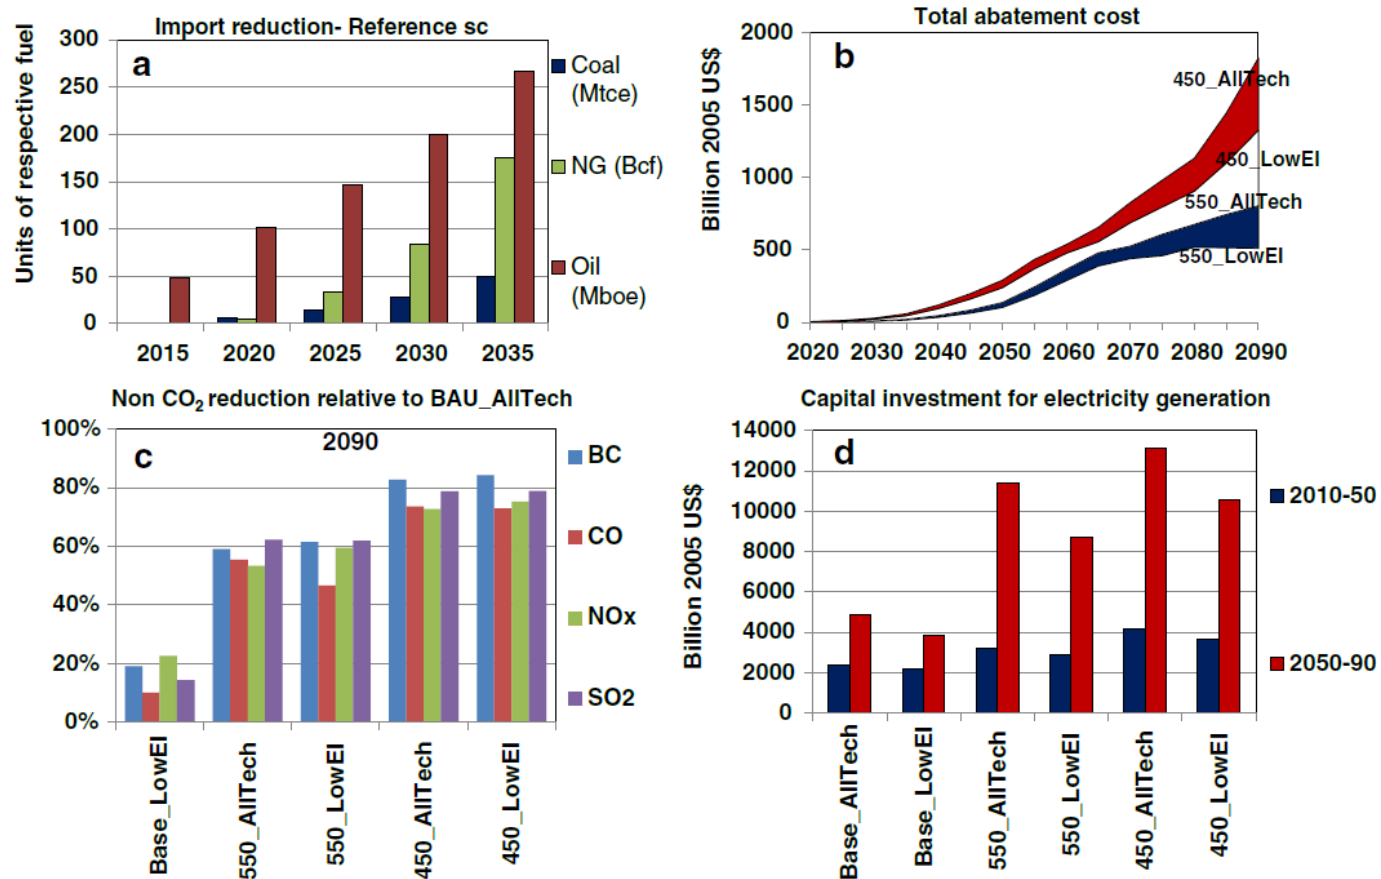 Import reduction- Reference sc
a
Units of respective fuel
300
250
200
150
100
50
0
2015 2020 2025 2030 2035
Coal
(Mtce)
NG (Bcf)
Oil
(Mboe)
Total abatement cost
b
Billion 2005 US$
2000
1500
1000
500
0
2020 2030 2040 2050 2060 2070 2080 2090
450_AllTech
450_LowEI
550_AllTech
550_LowEI
Non CO2 reduction relative to BAU_AllTech
2090
c
100%
80%
60%
40%
20%
0%
Base_LowEI
550_AllTech
550_LowEI
450_AllTech
450_LowEI
BC
CO
NOx
SO2
Capital investment for electricity generation
d
Billion 2005 US$
14000
12000
10000
8000
6000
4000
2000
0
Base_AllTech
Base_LowEI
550_AllTech
550_LowEI
450_AllTech
450_LowEI
2010-50
2050-90